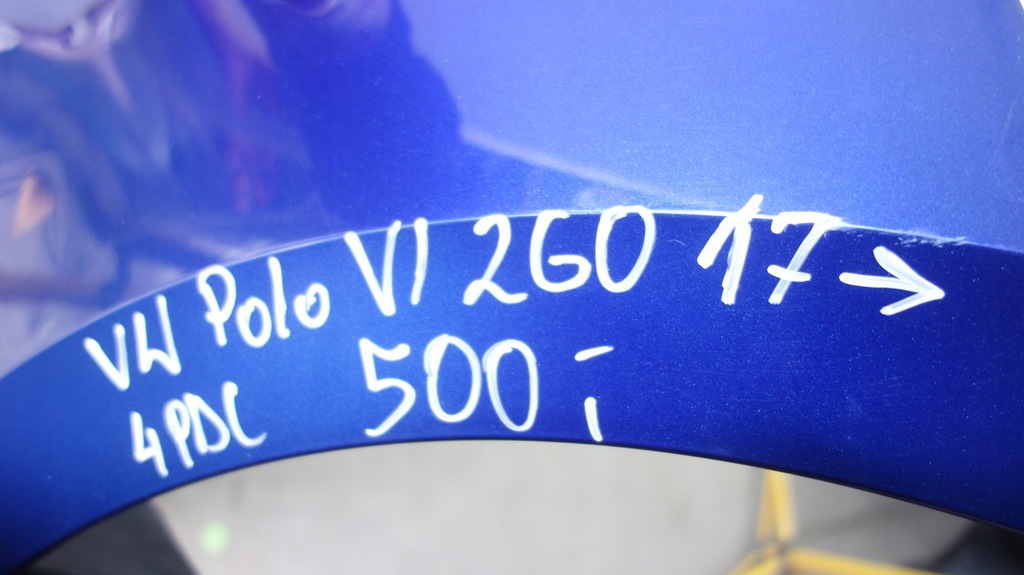 VW Polo VI 2G0 17 →
4PDC 500;-